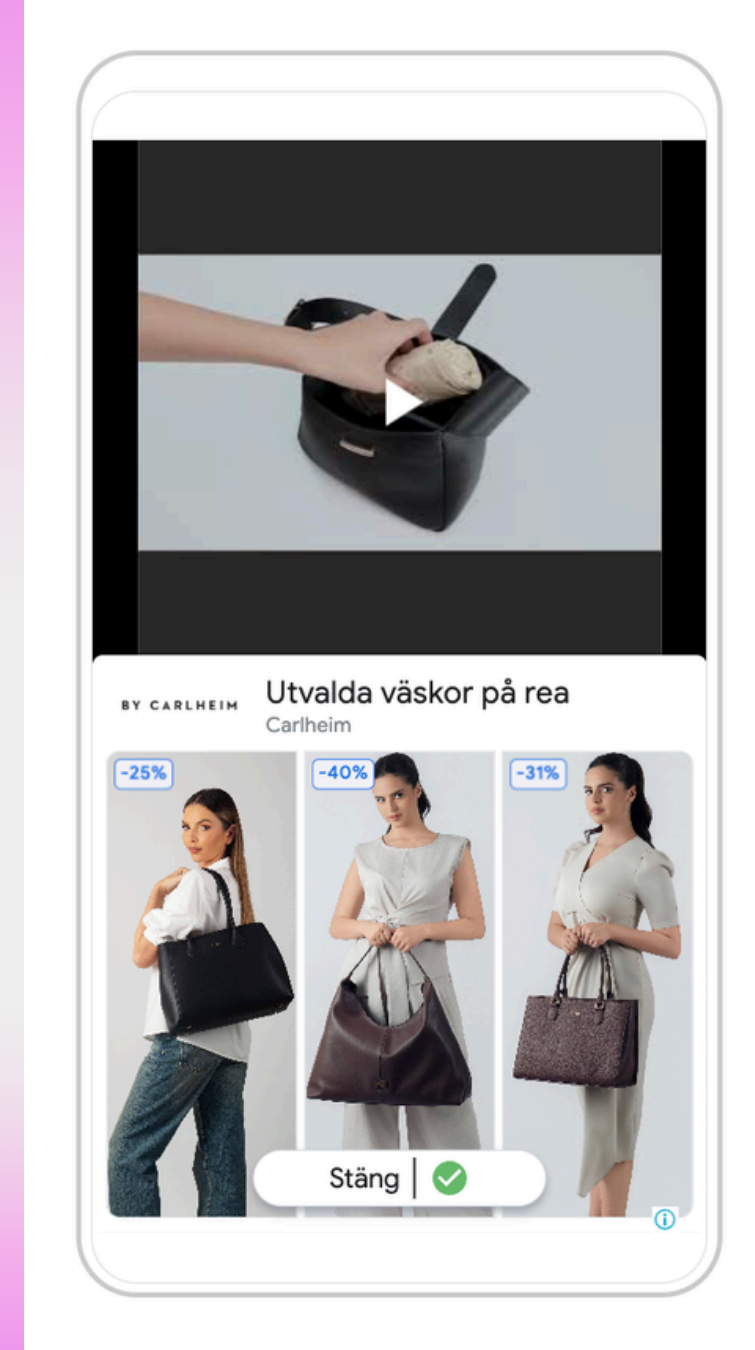 BY CARLHEIM
Utvalda väskor på rea
Carlheim
-25%
-40%
-31%
Stäng